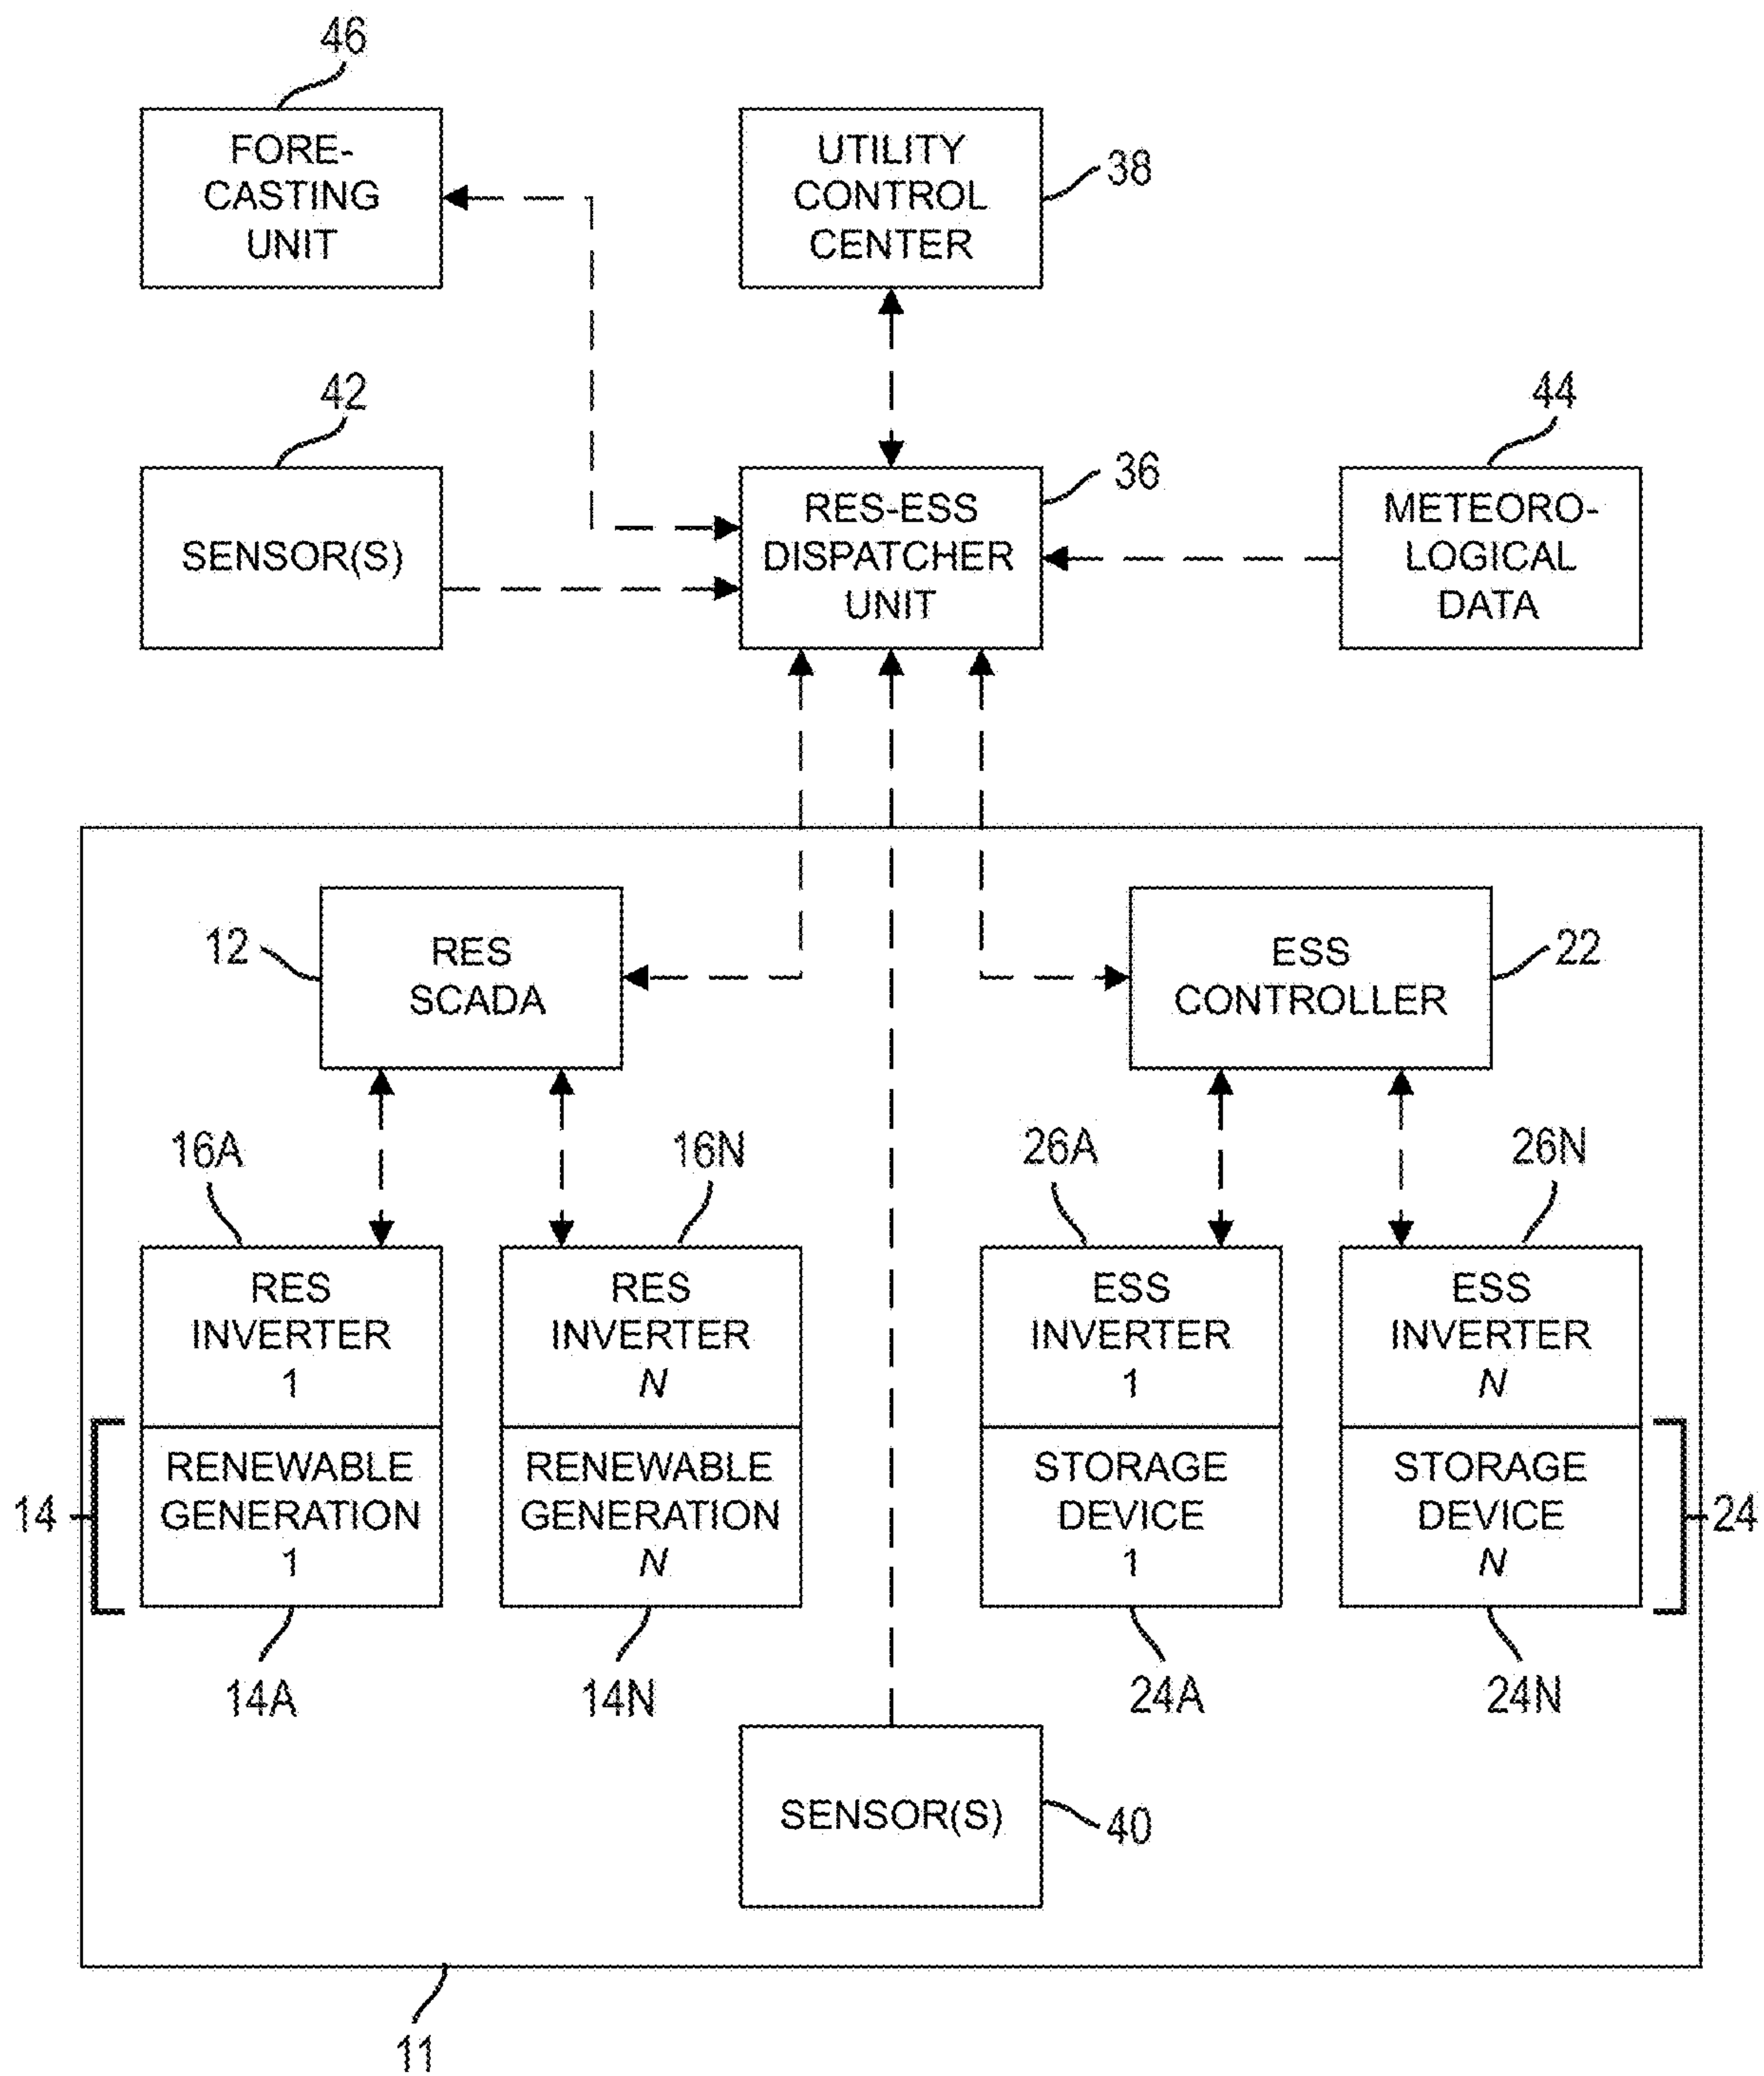 46
FORE-
CASTING
UNIT
UTILITY
CONTROL
CENTER
38
42
SENSOR(S)
RES-ESS
DISPATCHER
UNIT
36
44
METEORO-
LOGICAL
DATA
12
RES
SCADA
ESS
CONTROLLER
22
16A
16N
26A
26N
RES
INVERTER
1
RES
INVERTER
N
ESS
INVERTER
1
ESS
INVERTER
N
14
RENEWABLE
GENERATION
1
RENEWABLE
GENERATION
N
STORAGE
DEVICE
1
STORAGE
DEVICE
N
24
14A
14N
24A
24N
SENSOR(S)
40
11